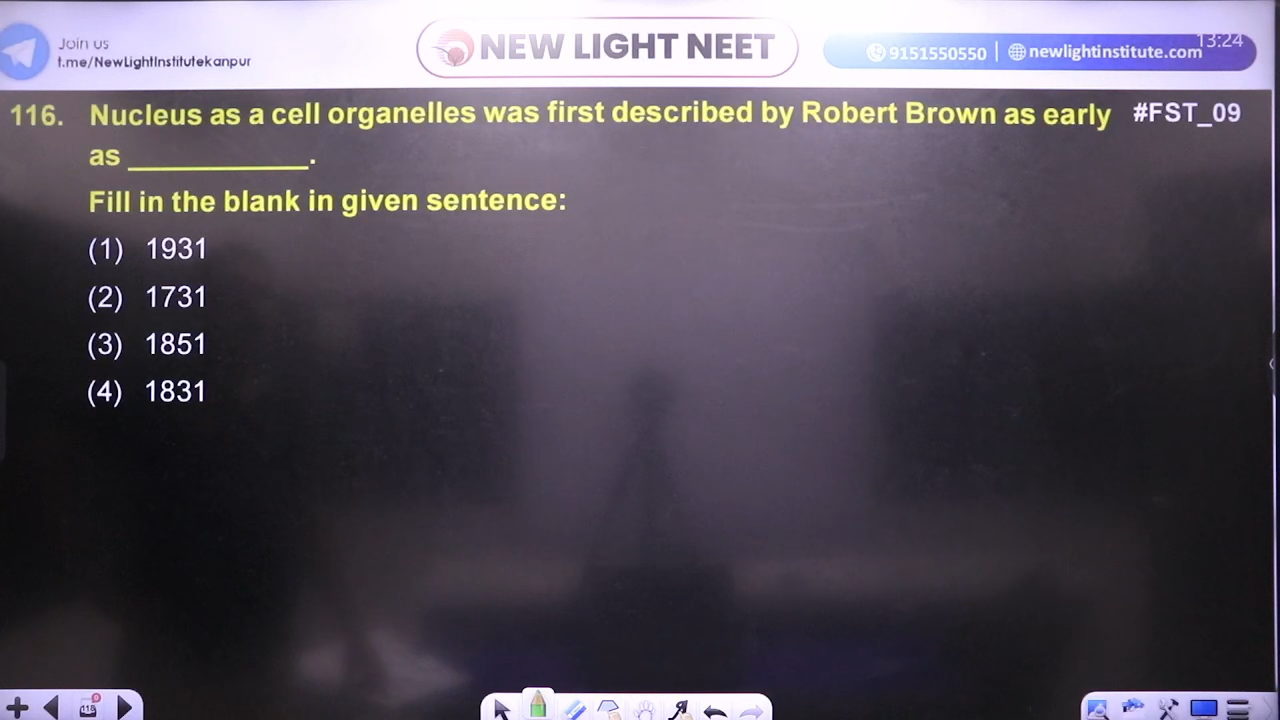 Join us
t.me/NewLightInstitutekanpur
NEW LIGHT NEET
9151550550 | newlightinstitute.com
13:24
116. Nucleus as a cell organelles was first described by Robert Brown as early #FST_09
as ___________.
Fill in the blank in given sentence:
(1) 1931
(2) 1731
(3) 1851
(4) 1831
118